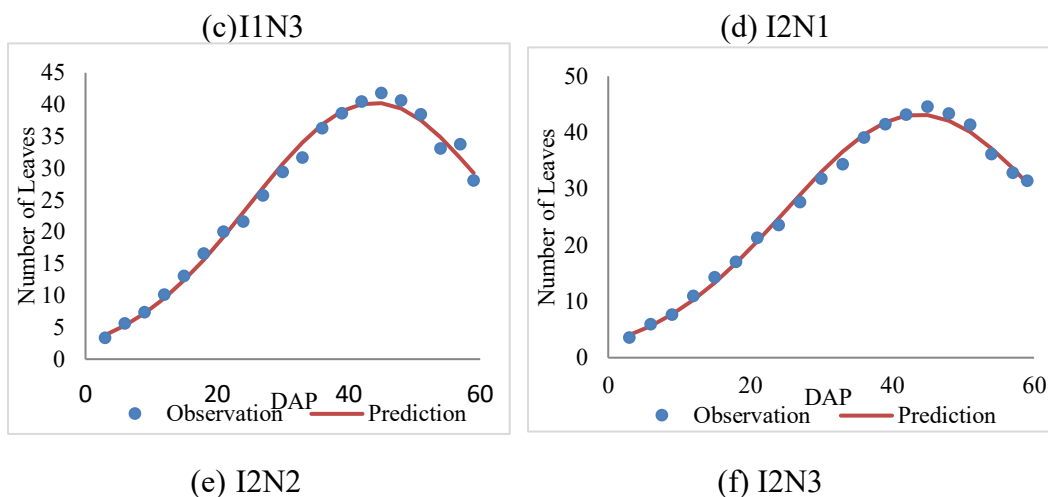 (c)I1N3
(d) I2N1
45
40
35
30
25
20
15
10
5
0
Number of Leaves
0
20
40
60
DAP
Observation
Prediction
50
40
30
20
10
0
Number of Leaves
0
20
40
60
DAP
Observation
Prediction
(e) I2N2
(f) I2N3